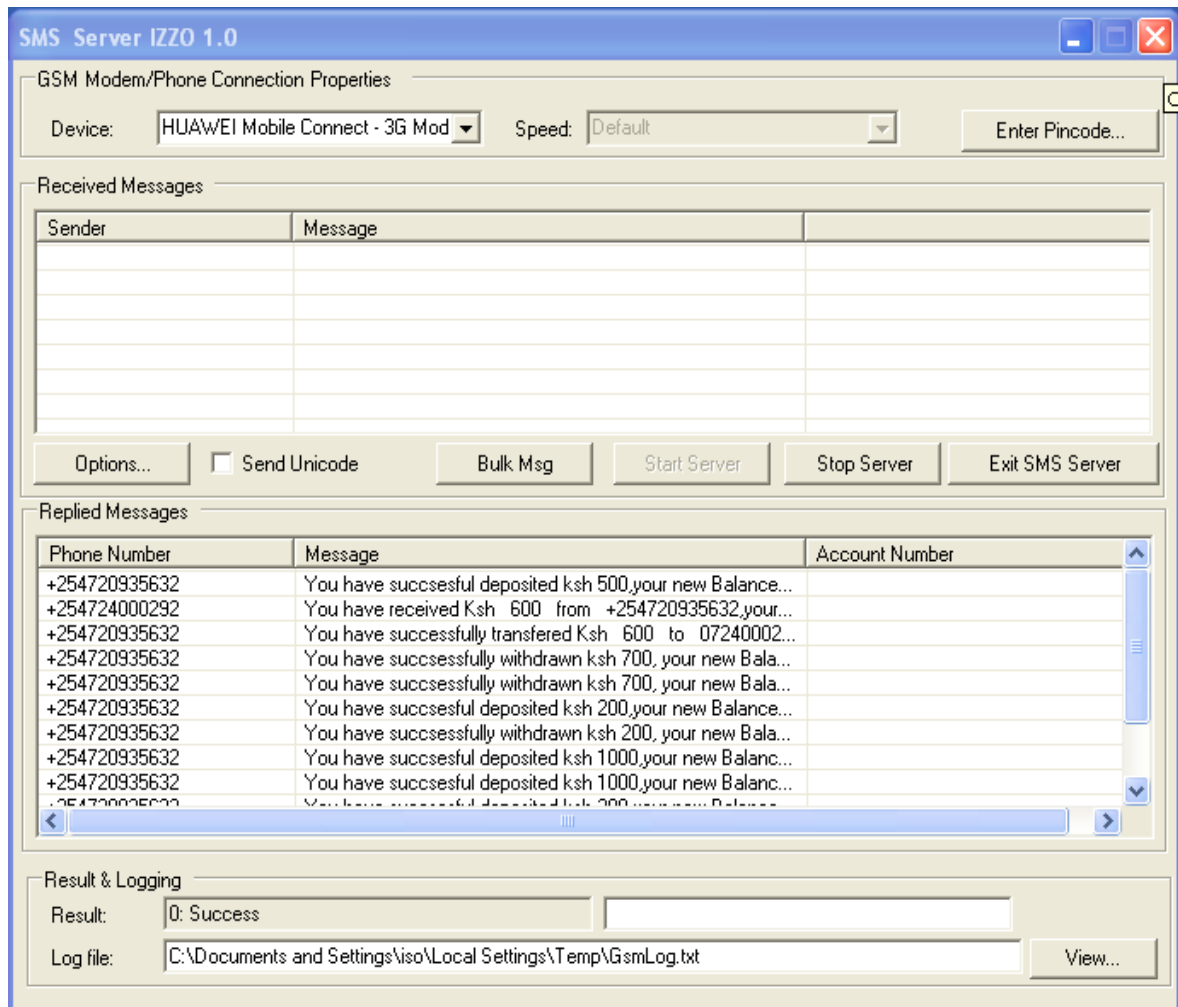 SMS Server IZZO 1.0
GSM Modem/Phone Connection Properties
Device: HUAWEI Mobile Connect - 3G Mod Speed: Default Enter Pincode...
Received Messages
Sender Message
Options... Send Unicode Bulk Msg Start Server Stop Server Exit SMS Server
Replied Messages
Phone Number Message Account Number
+254720935632 You have succsesful deposited ksh 500,your new Balance...
+254724000292 You have received Ksh 600 from +254720935632,your...
+254720935632 You have successfully transfered Ksh 600 to 07240002...
+254720935632 You have succsessfully withdrawn ksh 700, your new Bala...
+254720935632 You have succsessfully withdrawn ksh 700, your new Bala...
+254720935632 You have succsesful deposited ksh 200,your new Balance...
+254720935632 You have succsessfully withdrawn ksh 200, your new Bala...
+254720935632 You have succsesful deposited ksh 1000,your new Balanc...
+254720935632 You have succsesful deposited ksh 1000,your new Balanc...
Result & Logging
Result: 0: Success
Log file: C:\Documents and Settings\iso\Local Settings\Temp\GsmLog.txt View...